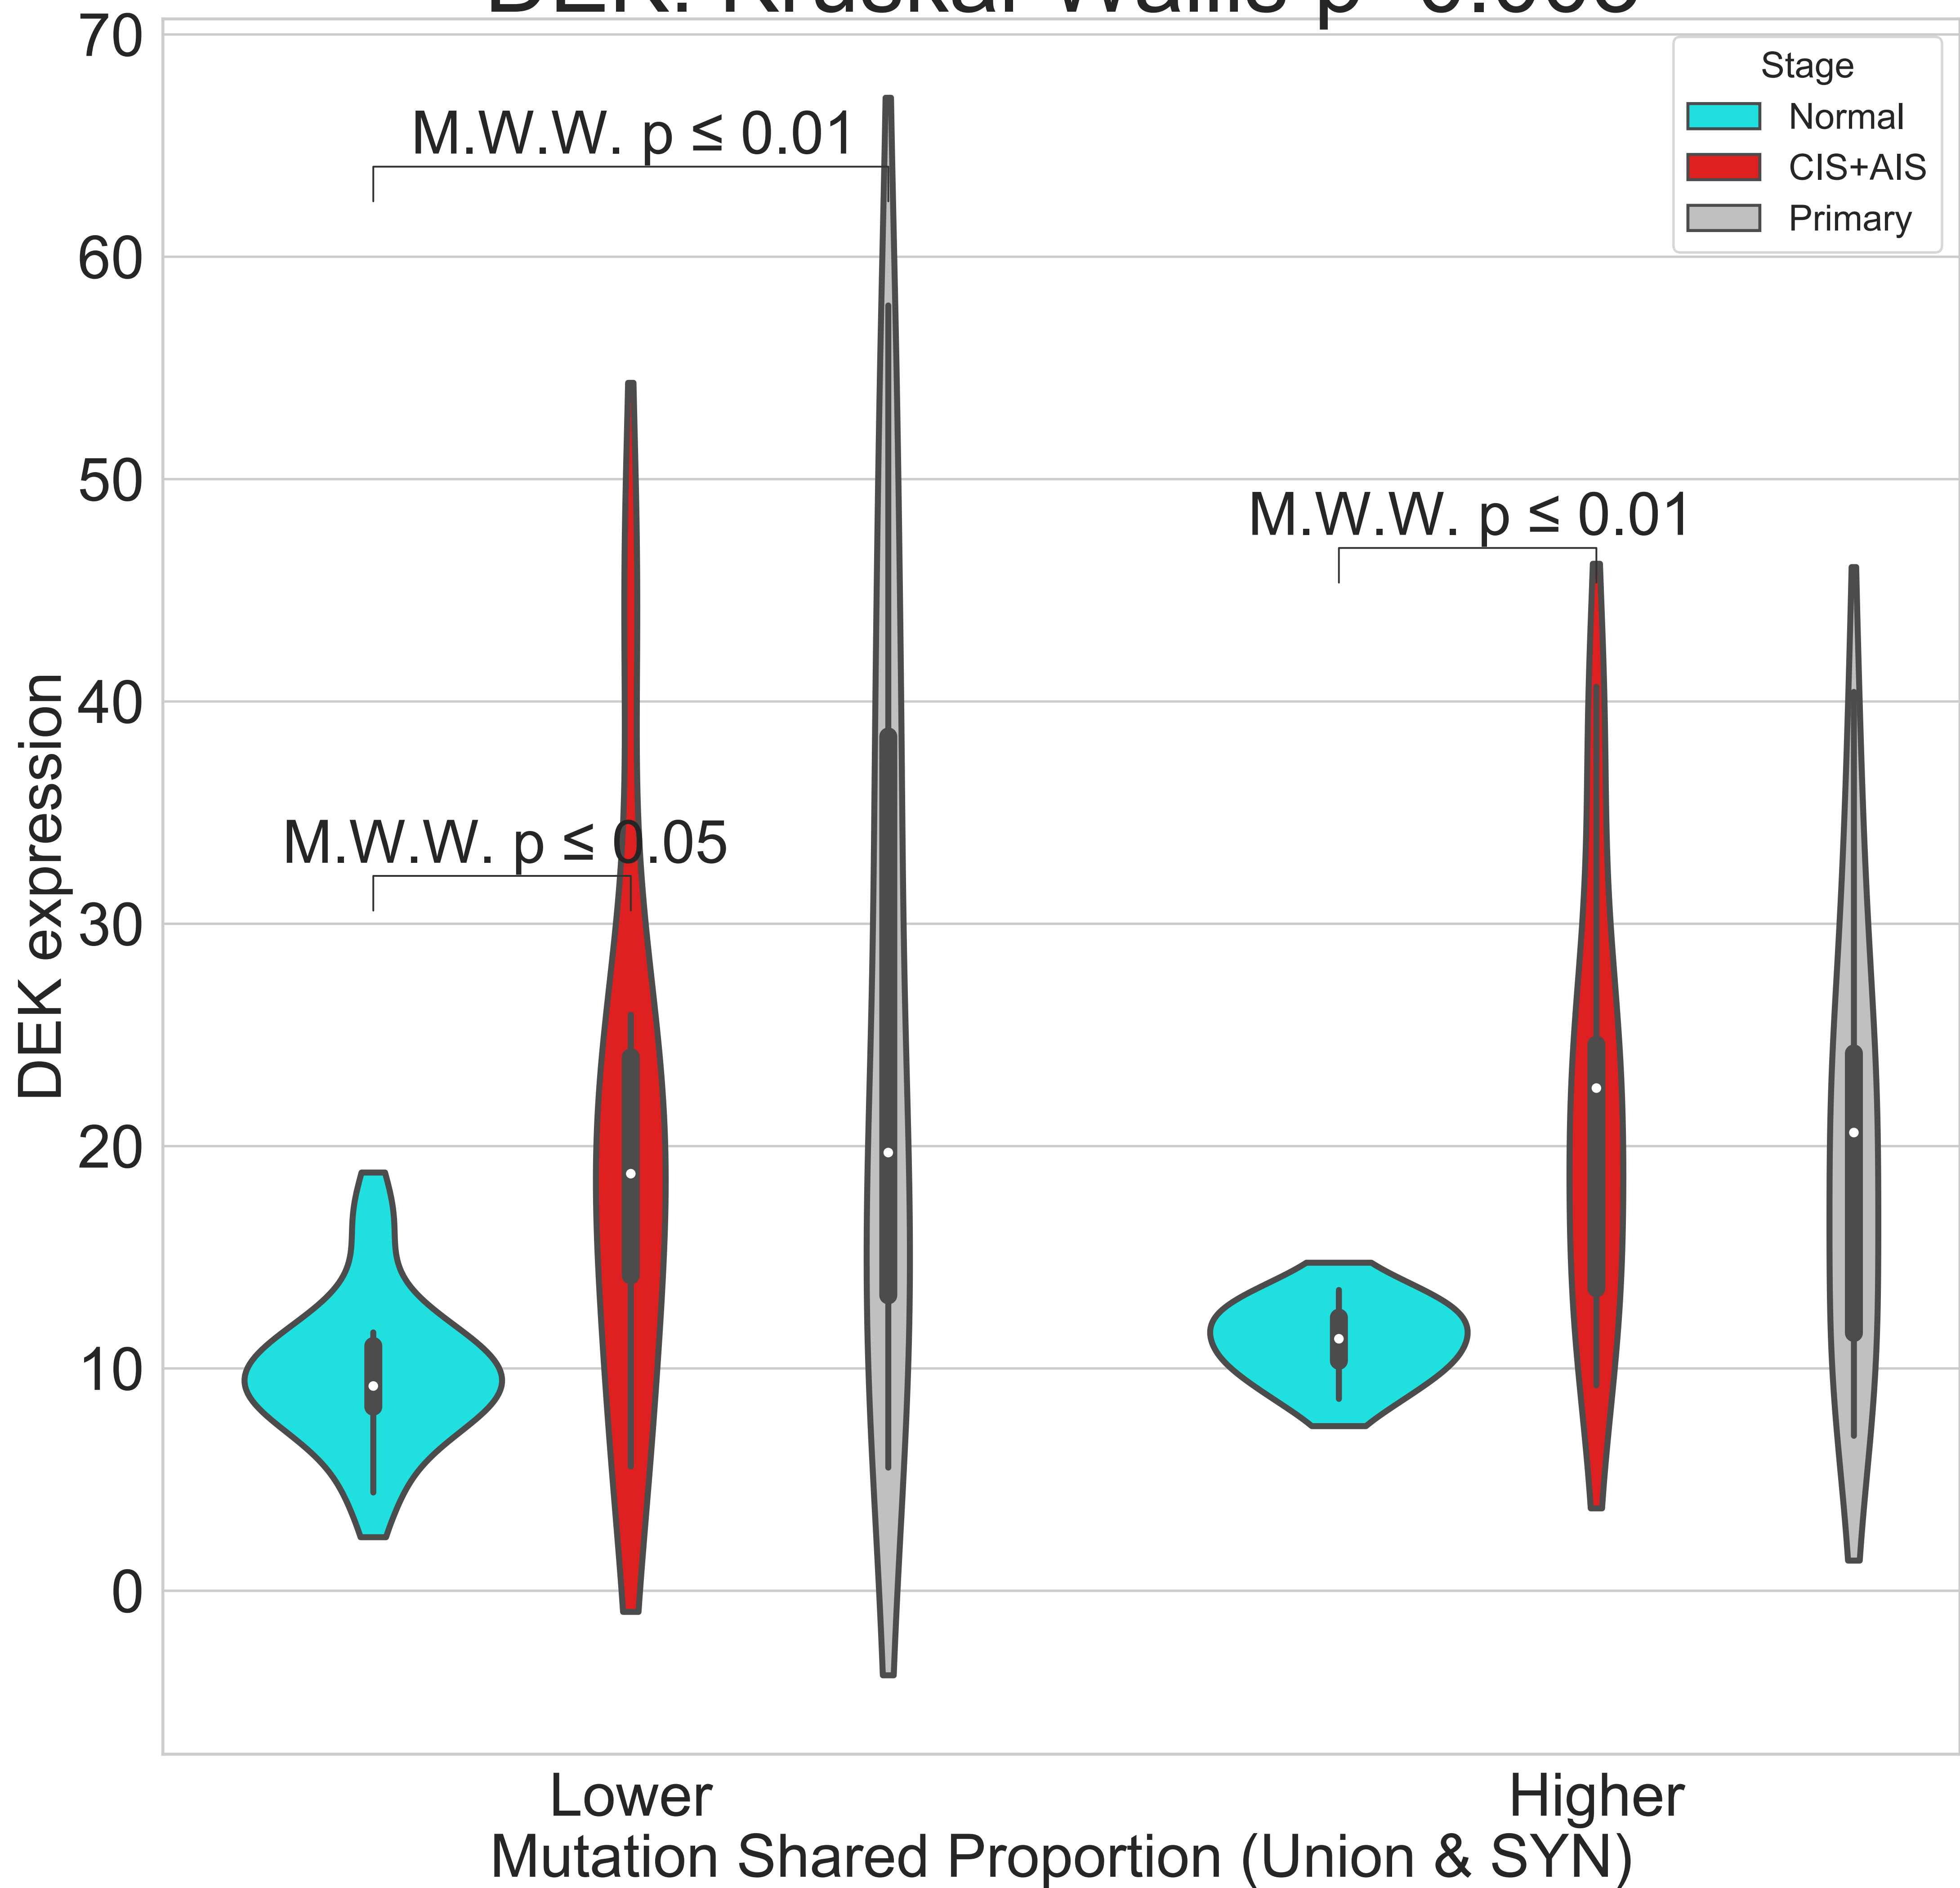 70
Stage
Normal
CIS+AIS
Primary
M.W.W. p ≤ 0.01
60
50
M.W.W. p ≤ 0.01
40
M.W.W. p ≤ 0.05
30
20
10
0
DEK expression
Lower
Higher
Mutation Shared Proportion (Union & SYN)